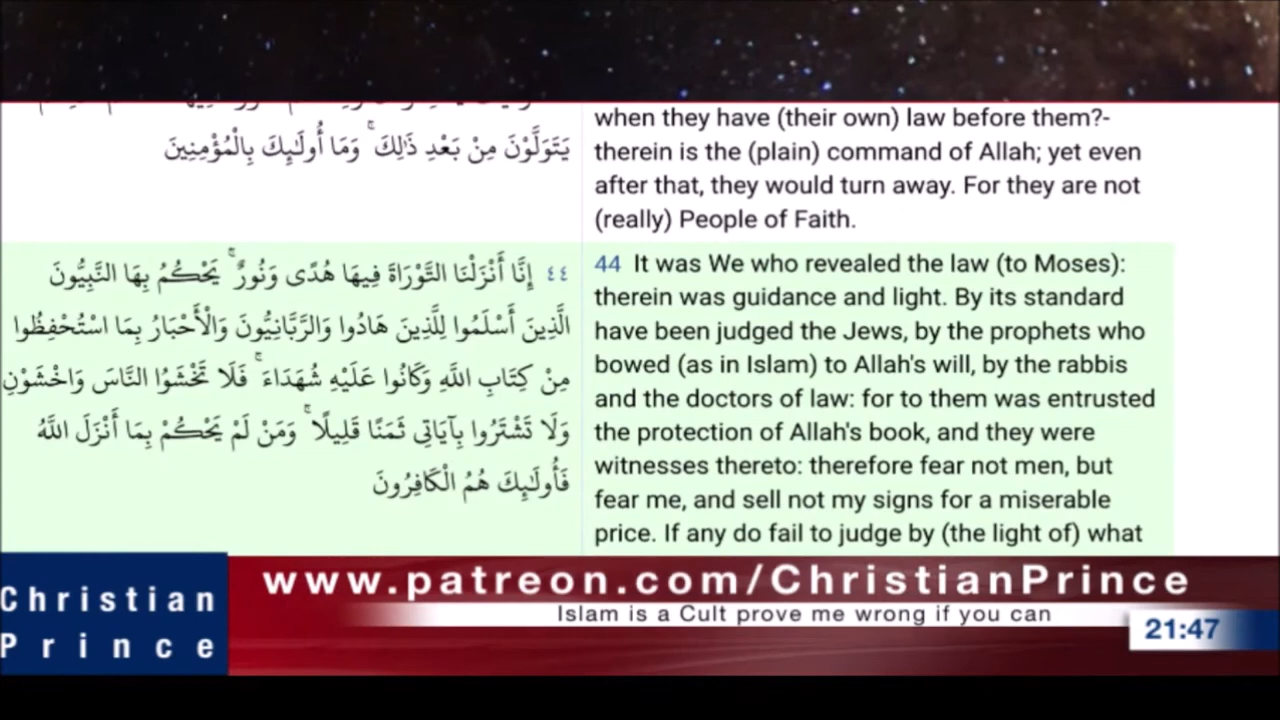 يَتَوَلَّوْنَ مِنْ بَعْدِ ذَٰلِكَ ۚ وَمَا أُولَٰئِكَ بِالْمُؤْمِنِينَ
when they have (their own) law before them?-
therein is the (plain) command of Allah; yet even
after that, they would turn away. For they are not
(really) People of Faith.
٤٤ إِنَّا أَنْزَلْنَا التَّوْرَاةَ فِيهَا هُدًى وَنُورٌ ۚ يَحْكُمُ بِهَا النَّبِيُّونَ
الَّذِينَ أَسْلَمُوا لِلَّذِينَ هَادُوا وَالرَّبَّانِيُّونَ وَالْأَحْبَارُ بِمَا اسْتُحْفِظُوا
مِنْ كِتَابِ اللَّهِ وَكَانُوا عَلَيْهِ شُهَدَاءَ ۚ فَلَا تَخْشَوُا النَّاسَ وَاخْشَوْنِ
وَلَا تَشْتَرُوا بِآيَاتِي ثَمَنًا قَلِيلًا ۚ وَمَنْ لَمْ يَحْكُمْ بِمَا أَنْزَلَ اللَّهُ
فَأُولَٰئِكَ هُمُ الْكَافِرُونَ
44 It was We who revealed the law (to Moses):
therein was guidance and light. By its standard
have been judged the Jews, by the prophets who
bowed (as in Islam) to Allah's will, by the rabbis
and the doctors of law: for to them was entrusted
the protection of Allah's book, and they were
witnesses thereto: therefore fear not men, but
fear me, and sell not my signs for a miserable
price. If any do fail to judge by (the light of) what
Christian
Prince
www.patreon.com/ChristianPrince
Islam is a Cult prove me wrong if you can
21:47